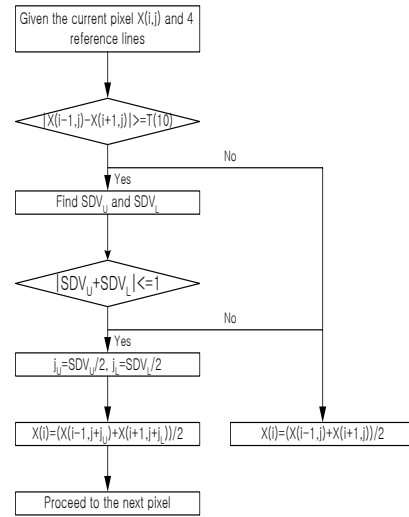 Given the current pixel X(i,j) and 4
reference lines
|X(i-1,j)-X(i+1,j)|>=T(10)
No
Yes
Find SDV_U and SDV_L
|SDV_U+SDV_L|<=1
No
Yes
j_U=SDV_U/2, j_L=SDV_L/2
X(i)=(X(i-1,j+j_U)+X(i+1,j+j_L))/2
X(i)=(X(i-1,j)+X(i+1,j))/2
Proceed to the next pixel